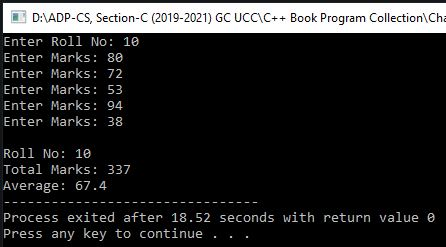 D:\ADP-CS, Section-C (2019-2021) GC UCC\C++ Book Program Collection\Cha
Enter Roll No: 10
Enter Marks: 80
Enter Marks: 72
Enter Marks: 53
Enter Marks: 94
Enter Marks: 38

Roll No: 10
Total Marks: 337
Average: 67.4
--------------------------------
Process exited after 18.52 seconds with return value 0
Press any key to continue . . .